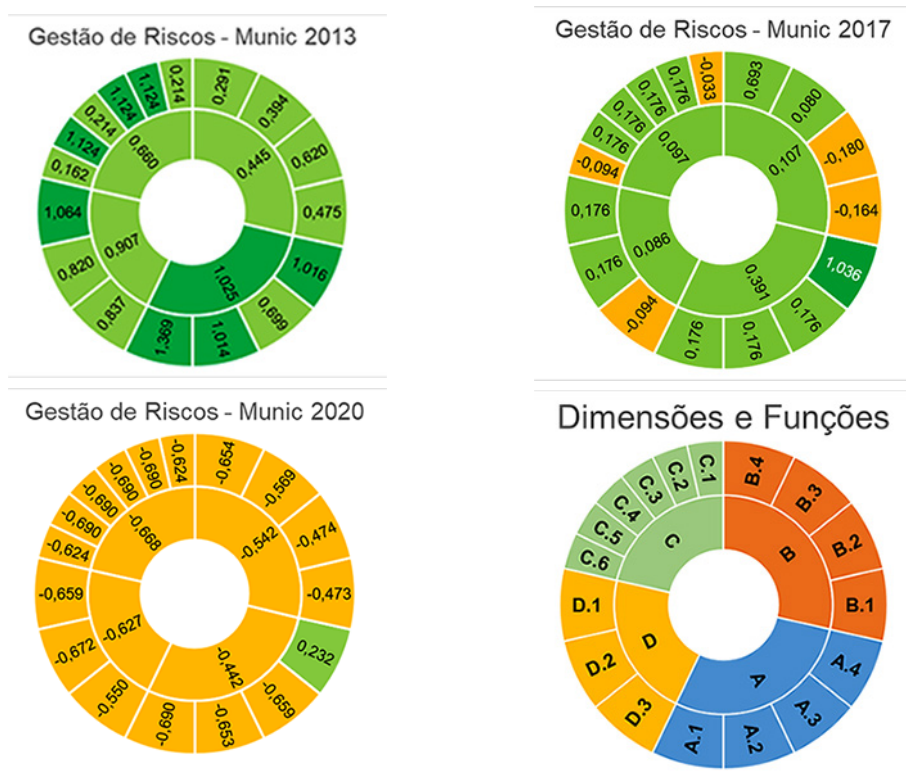 Gestão de Riscos - Munic 2013
0,291
0,394
0,620
0,475
1,016
0,699
1,014
1,369
0,837
0,820
1,064
0,162
1,124
0,214
1,124
1,124
0,214
0,445
1,025
0,907
0,660
Gestão de Riscos - Munic 2017
0,693
0,080
-0,180
-0,164
1,036
0,176
0,176
0,176
-0,094
0,176
0,176
-0,094
0,176
0,176
0,176
0,176
-0,033
0,107
0,391
0,086
0,097
Gestão de Riscos - Munic 2020
-0,654
-0,569
-0,474
-0,473
0,232
-0,659
-0,653
-0,690
-0,550
-0,672
-0,659
-0,624
-0,690
-0,690
-0,690
-0,690
-0,624
-0,542
-0,442
-0,627
-0,668
Dimensões e Funções
B.4
B.3
B.2
B.1
A.4
A.3
A.2
A.1
D.3
D.2
D.1
C.6
C.5
C.4
C.3
C.2
C.1
B
A
D
C